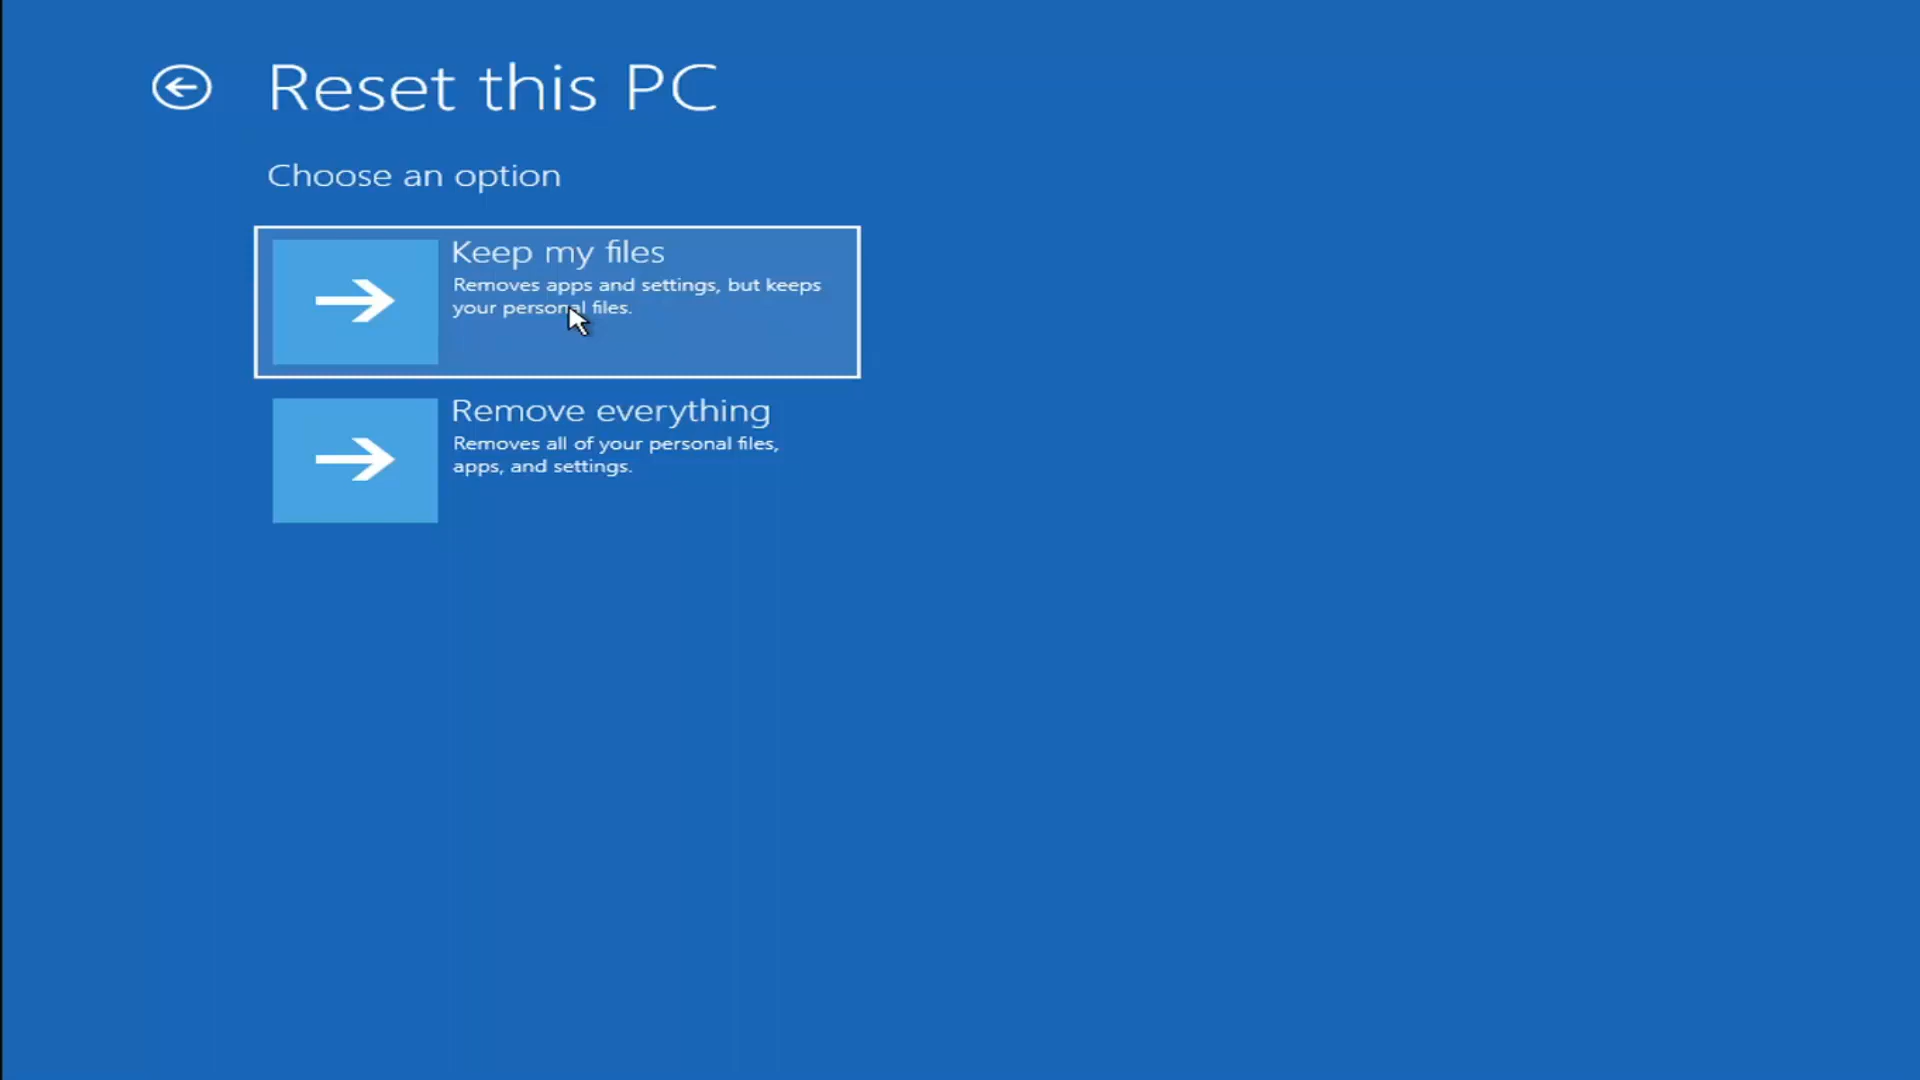 Reset this PC
Choose an option
Keep my files
Removes apps and settings, but keeps
your personal files.
Remove everything
Removes all of your personal files,
apps, and settings.